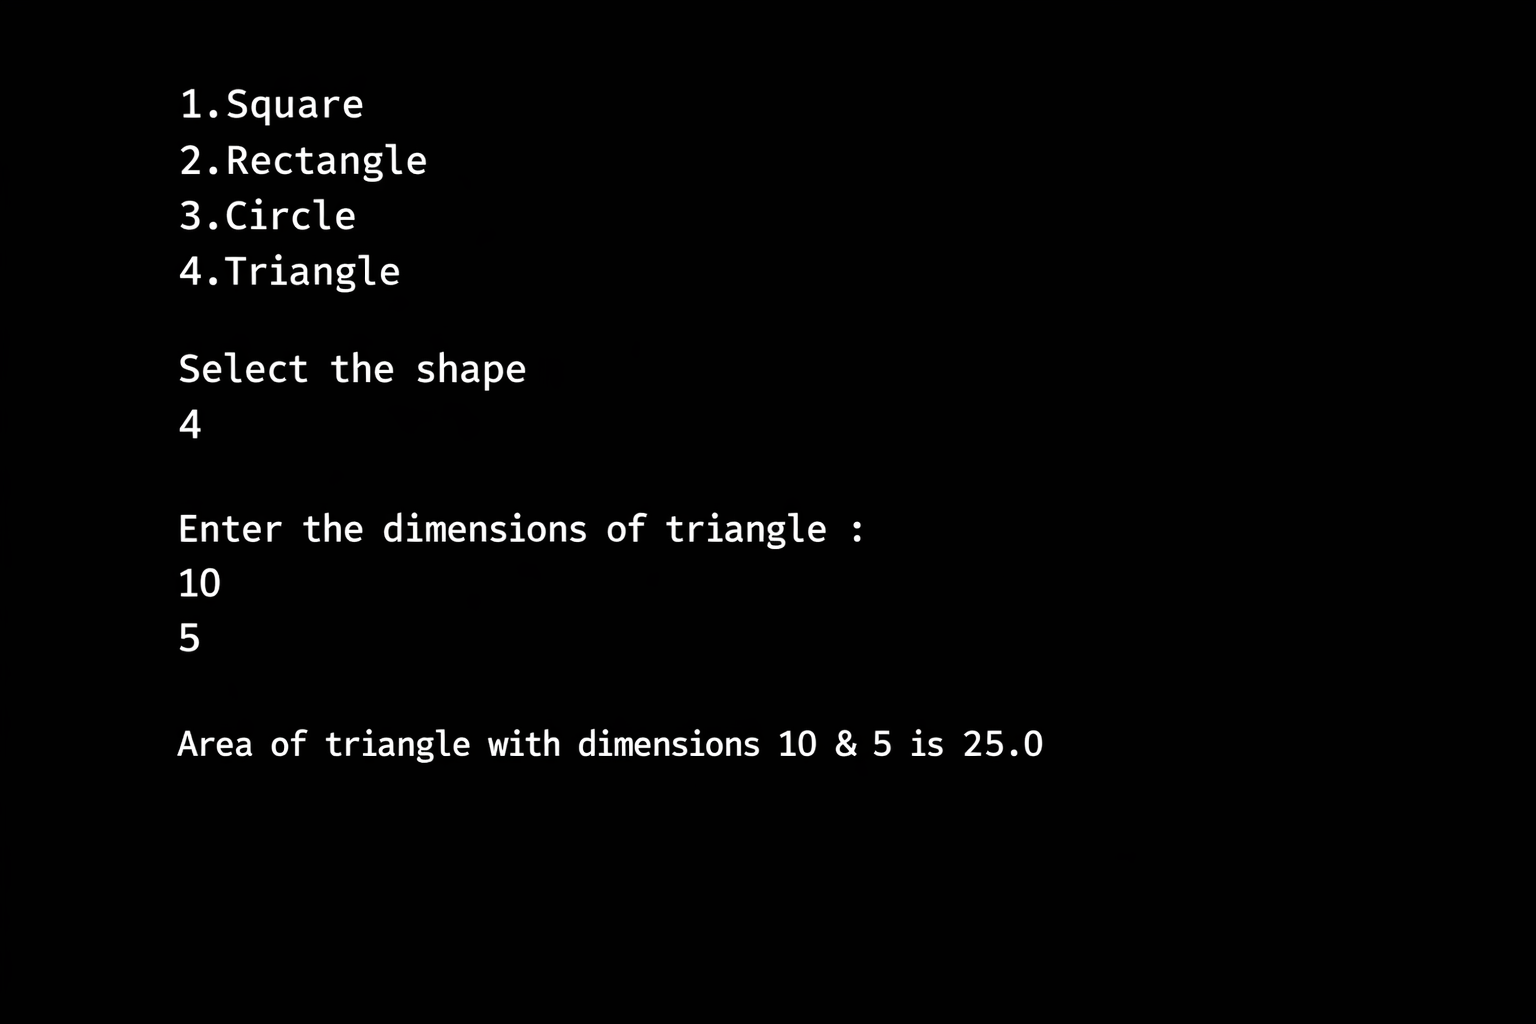 1.Square
2.Rectangle
3.Circle
4.Triangle
Select the shape
4
Enter the dimensions of triangle :
10
5
Area of triangle with dimensions 10 & 5 is 25.0